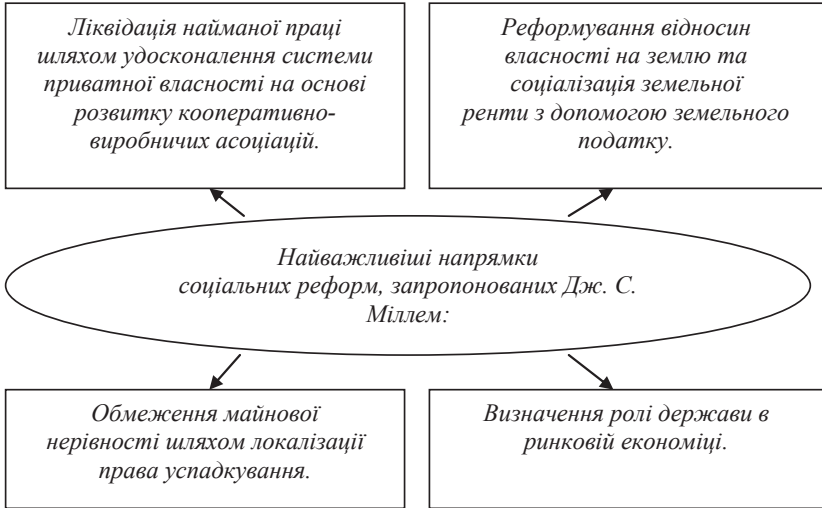 Ліквідація найманої праці
шляхом удосконалення системи
приватної власності на основі
розвитку кооперативно-
виробничих асоціацій.
Реформування відносин
власності на землю та
соціалізація земельної
ренти з допомогою земельного
податку.
Найважливіші напрямки
соціальних реформ, запропонованих Дж. С.
Міллем:
Обмеження майнової
нерівності шляхом локалізації
права успадкування.
Визначення ролі держави в
ринковій економіці.